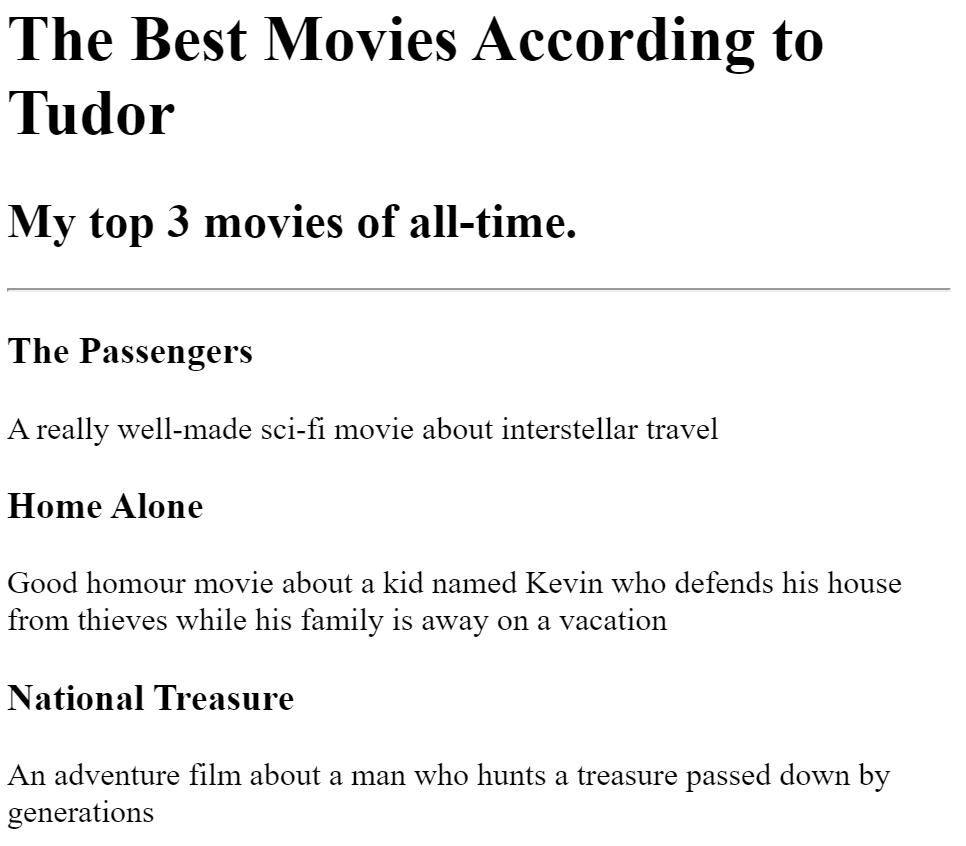 The Best Movies According to
Tudor
My top 3 movies of all-time.
The Passengers
A really well-made sci-fi movie about interstellar travel
Home Alone
Good homour movie about a kid named Kevin who defends his house
from thieves while his family is away on a vacation
National Treasure
An adventure film about a man who hunts a treasure passed down by
generations